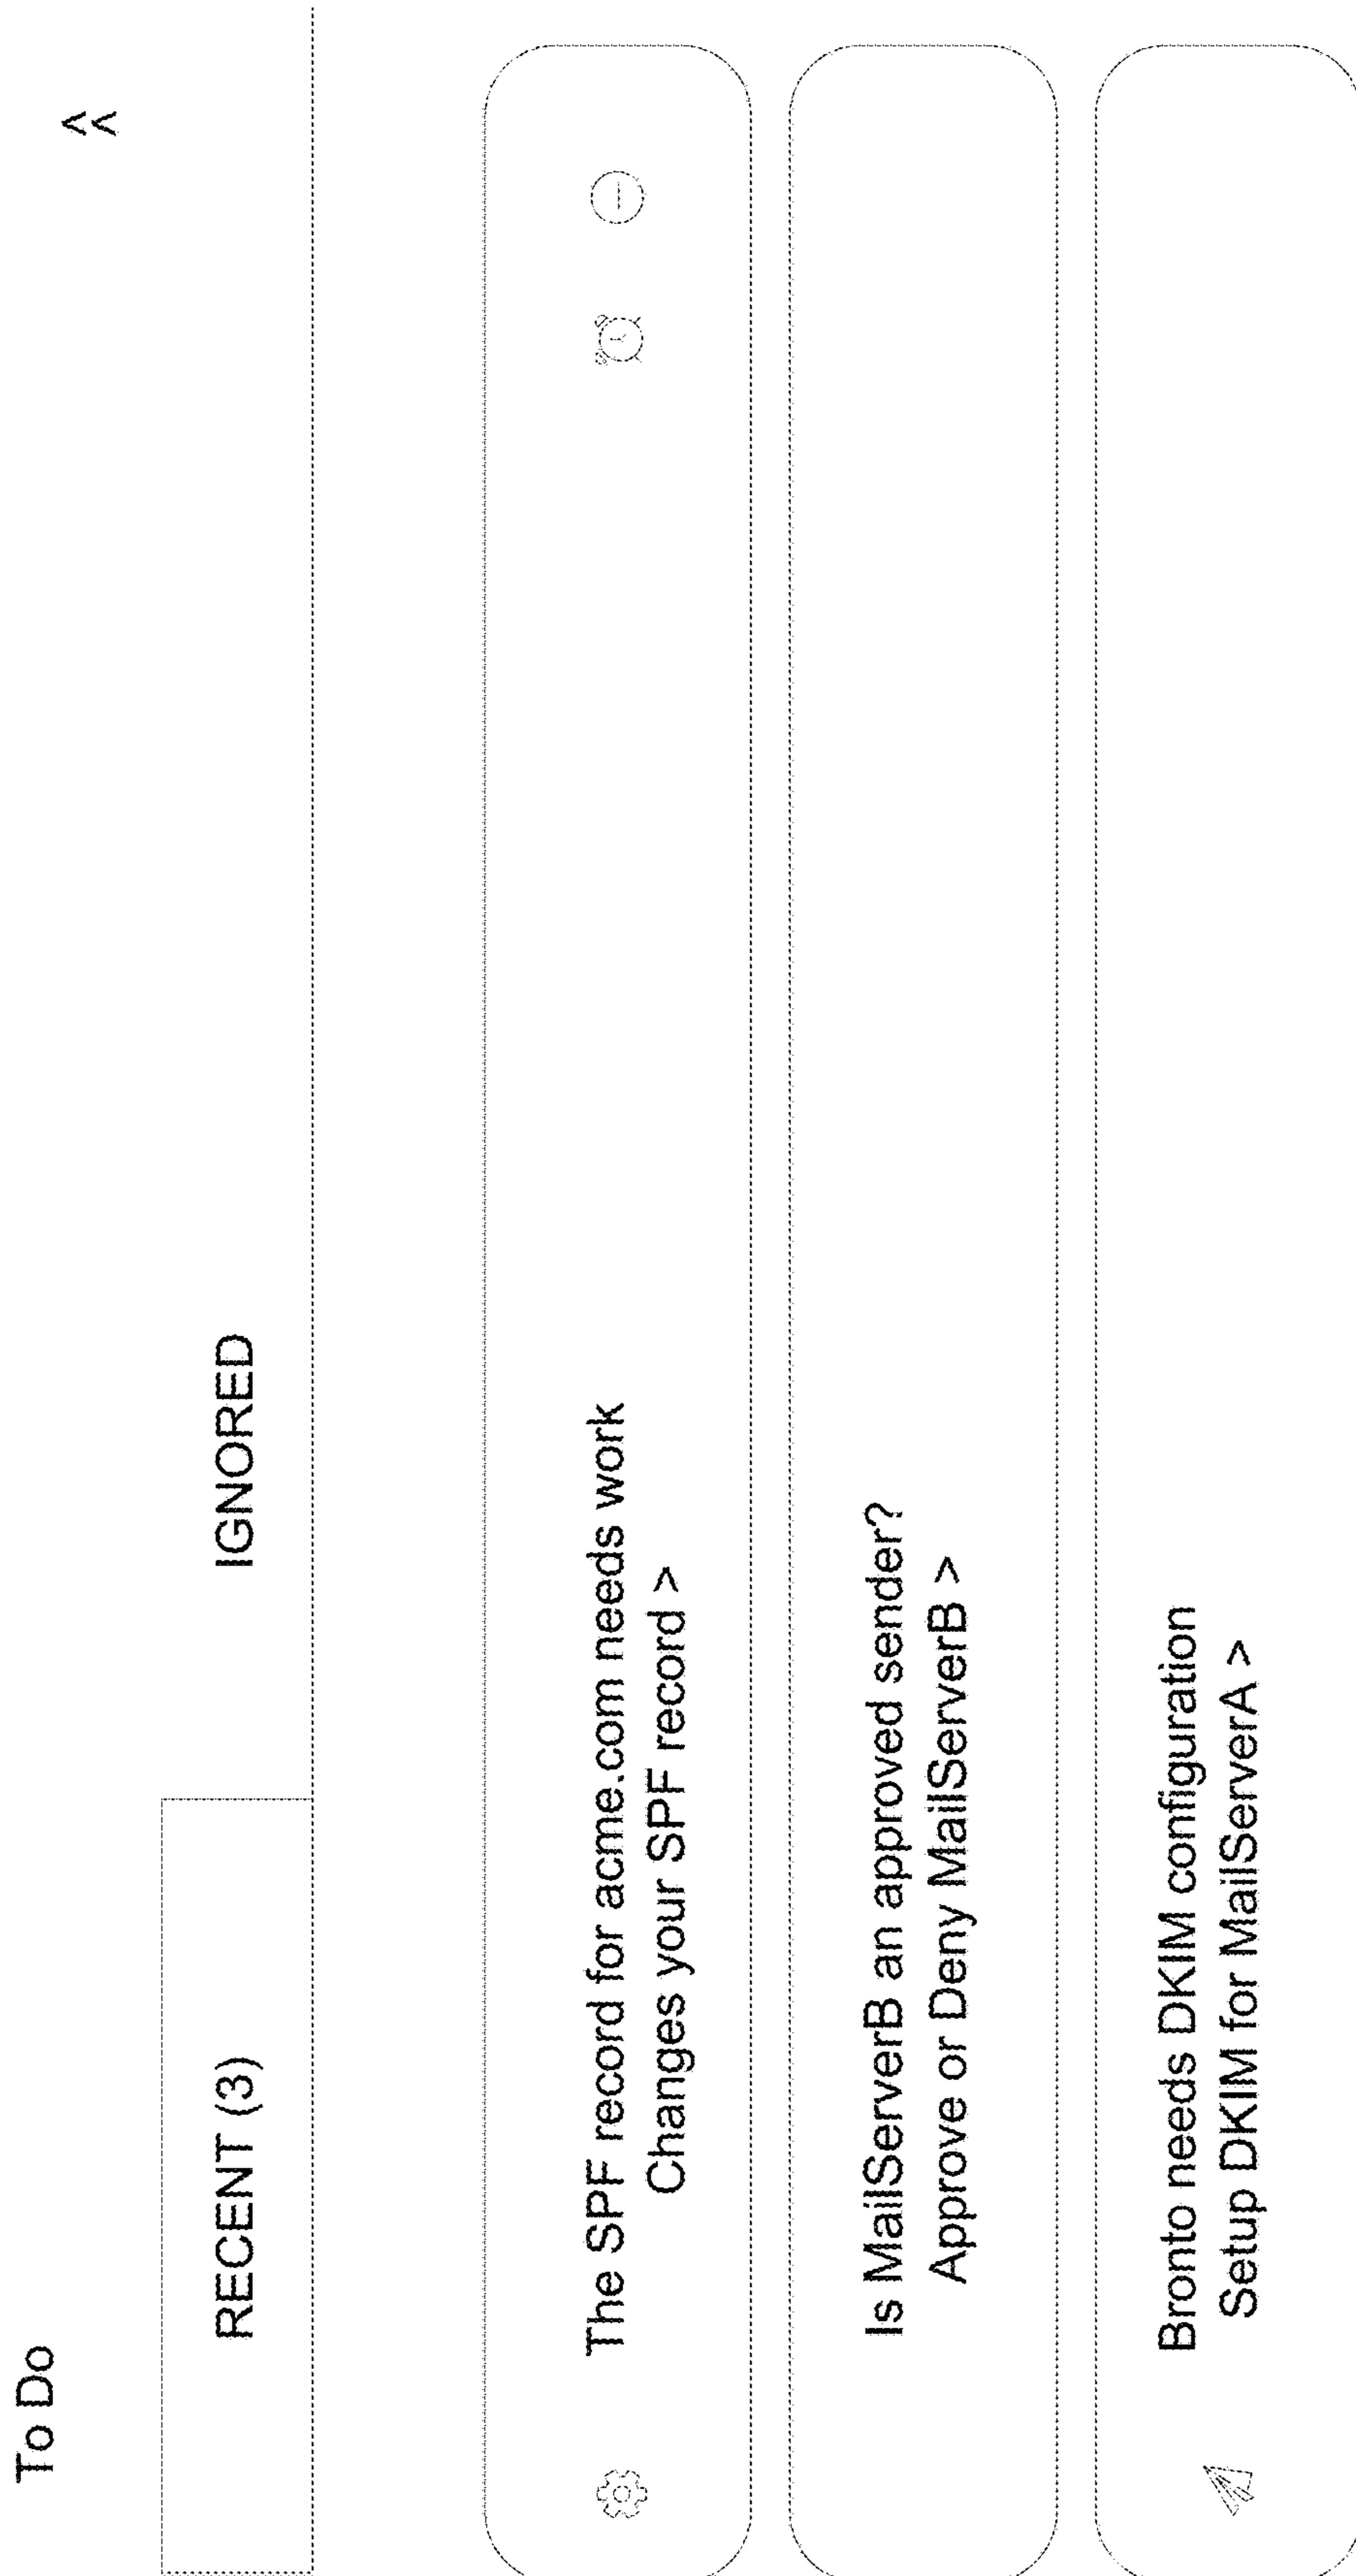 To Do
<<
RECENT (3)
IGNORED
The SPF record for acme.com needs work
Changes your SPF record >
Is MailServerB an approved sender?
Approve or Deny MailServerB >
Bronto needs DKIM configuration
Setup DKIM for MailServerA >